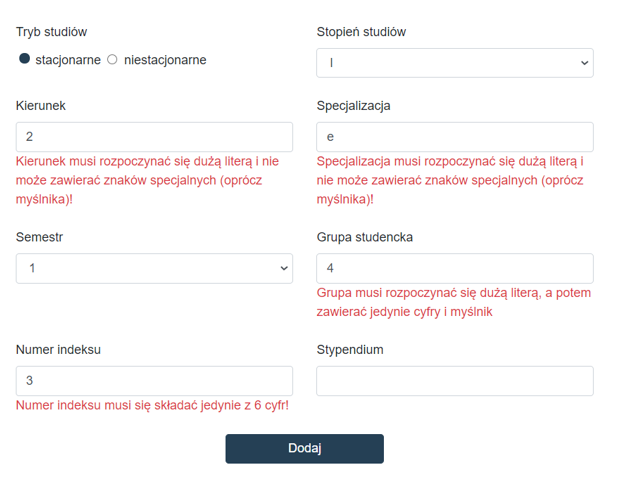 Tryb studiów
Stopień studiów
stacjonarne niestacjonarne
I
Kierunek
Specjalizacja
2
e
Kierunek musi rozpoczynać się dużą literą i nie
może zawierać znaków specjalnych (oprócz
myślnika)!
Specjalizacja musi rozpoczynać się dużą literą i
nie może zawierać znaków specjalnych (oprócz
myślnika)!
Semestr
Grupa studencka
1
4
Grupa musi rozpoczynać się dużą literą, a potem
zawierać jedynie cyfry i myślnik
Numer indeksu
Stypendium
3
Numer indeksu musi się składać jedynie z 6 cyfr!
Dodaj